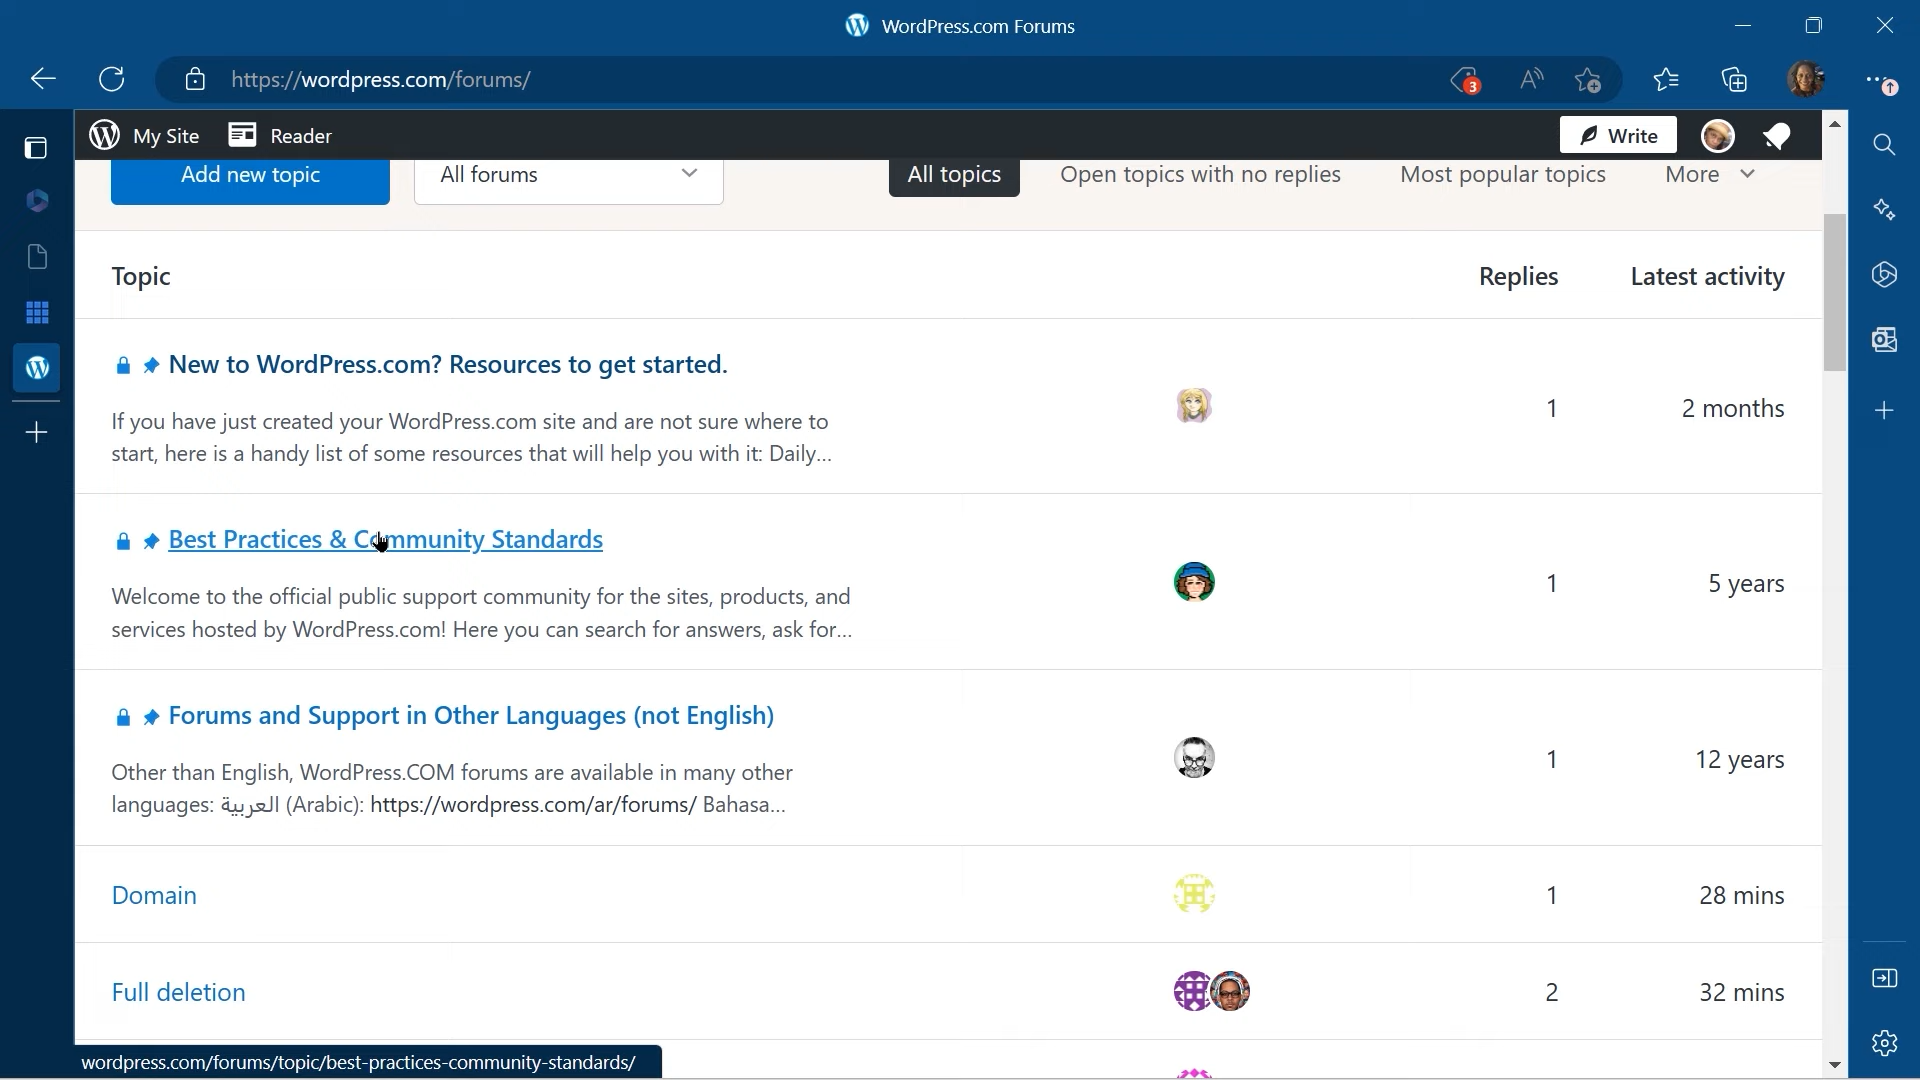 WordPress.com Forums
https://wordpress.com/forums/
3
My Site
Reader
Write
Add new topic
All forums
All topics
Open topics with no replies
Most popular topics
More
Topic
Replies
Latest activity
New to WordPress.com? Resources to get started.
If you have just created your WordPress.com site and are not sure where to
start, here is a handy list of some resources that will help you with it: Daily...
1
2 months
Best Practices & Community Standards
Welcome to the official public support community for the sites, products, and
services hosted by WordPress.com! Here you can search for answers, ask for...
1
5 years
Forums and Support in Other Languages (not English)
Other than English, WordPress.COM forums are available in many other
languages: العربية (Arabic): https://wordpress.com/ar/forums/ Bahasa...
1
12 years
Domain
1
28 mins
Full deletion
2
32 mins
wordpress.com/forums/topic/best-practices-community-standards/